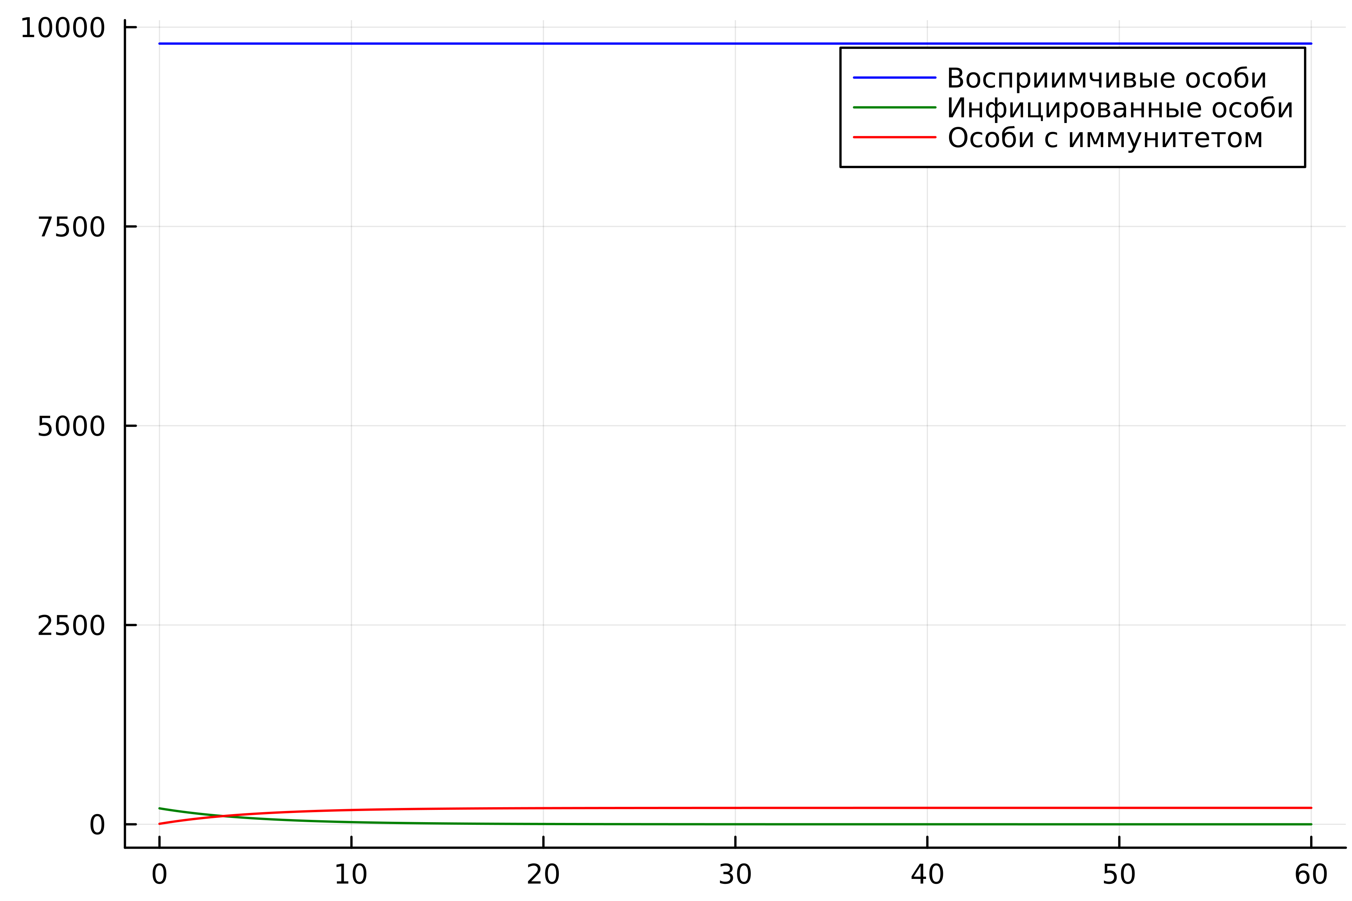 10000
7500
5000
2500
0
Восприимчивые особи
Инфицированные особи
Особи с иммунитетом
0 10 20 30 40 50 60